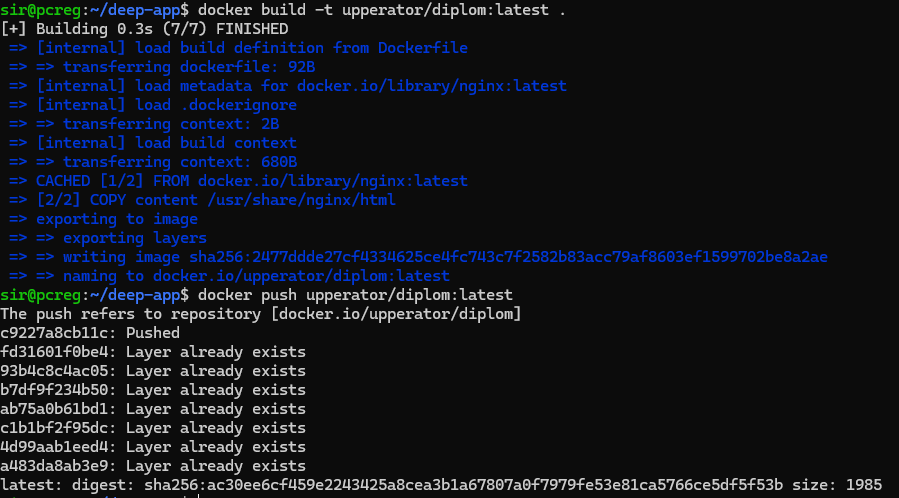 sir@pcreg:~/deep-app$ docker build -t upperator/diplom:latest .
[+] Building 0.3s (7/7) FINISHED
=> [internal] load build definition from Dockerfile
=> => transferring dockerfile: 92B
=> [internal] load metadata for docker.io/library/nginx:latest
=> [internal] load .dockerignore
=> => transferring context: 2B
=> [internal] load build context
=> => transferring context: 680B
=> CACHED [1/2] FROM docker.io/library/nginx:latest
=> [2/2] COPY content /usr/share/nginx/html
=> exporting to image
=> => exporting layers
=> => writing image sha256:2477ddde27cf4334625ce4fc743c7f2582b83acc79af8603ef1599702be8a2ae
=> => naming to docker.io/upperator/diplom:latest
sir@pcreg:~/deep-app$ docker push upperator/diplom:latest
The push refers to repository [docker.io/upperator/diplom]
c9227a8cb11c: Pushed
fd31601f0be4: Layer already exists
93b4c8c4ac05: Layer already exists
b7df9f234b50: Layer already exists
ab75a0b61bd1: Layer already exists
c1b1bf2f95dc: Layer already exists
4d99aab1eed4: Layer already exists
a483da8ab3e9: Layer already exists
latest: digest: sha256:ac30ee6cf459e2243425a8cea3b1a67807a0f7979fe53e81ca5766ce5df5f53b size: 1985